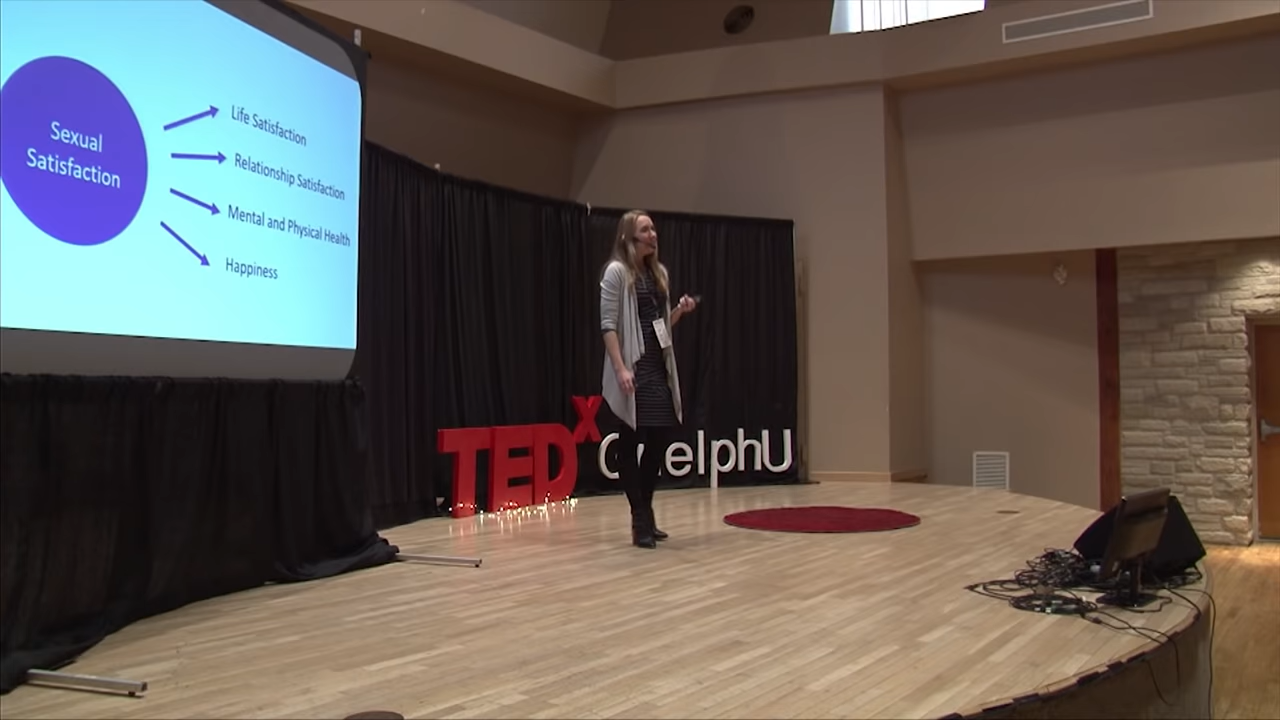 Sexual
Satisfaction
Life Satisfaction
Relationship Satisfaction
Mental and Physical Health
Happiness
TEDx
GuelphU